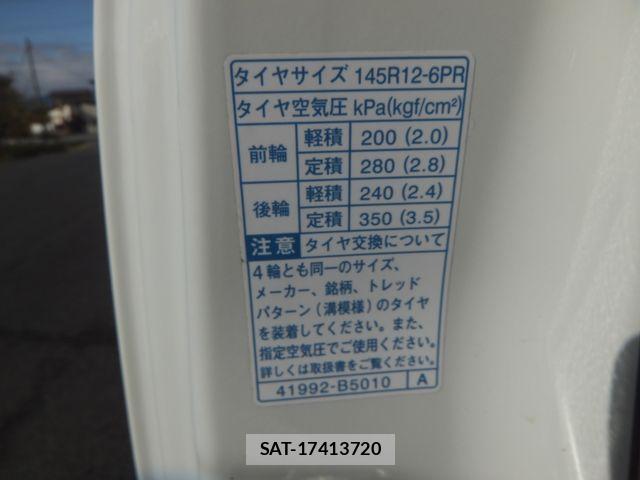 タイヤサイズ 145R12-6PR
タイヤ空気圧 kPa(kgf/cm²)
前輪 軽積 200 (2.0)
定積 280 (2.8)
後輪 軽積 240 (2.4)
定積 350 (3.5)
注意 タイヤ交換について
4輪とも同一のサイズ、
メーカー、銘柄、トレッド
パターン（溝模様）のタイヤ
を装着してください。また、
指定空気圧でご使用ください。
詳しくは取扱書をご覧ください。
41992-B5010 A
SAT-17413720